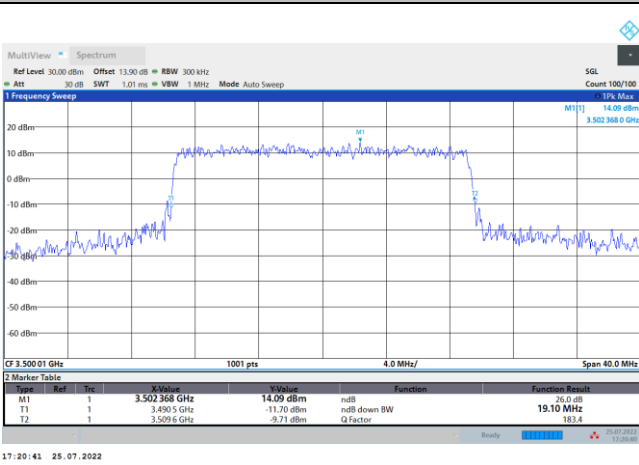 MultiView Spectrum
Ref Level 30.00 dBm Offset 13.90 dB RBW 300 kHz SGL
Att 30 dB SWT 1.01 ms VBW 1 MHz Mode Auto Sweep Count 100/100
1 Frequency Sweep 1Pk Max
M1[1] 14.09 dBm
3.502 368 0 GHz
20 dBm
M1
10 dBm
0 dBm
T1 T2
-10 dBm
-20 dBm
-30 dBm
-40 dBm
-50 dBm
-60 dBm
CF 3.500 01 GHz 1001 pts 4.0 MHz/ Span 40.0 MHz
2 Marker Table
Type Ref Trc X-Value Y-Value Function Function Result
M1 1 3.502 368 GHz 14.09 dBm ndB 26.0 dB
T1 1 3.490 5 GHz -11.70 dBm ndB down BW 19.10 MHz
T2 1 3.509 6 GHz -9.71 dBm Q Factor 183.4
Ready 25.07.2022
17:20:40
17:20:41 25.07.2022